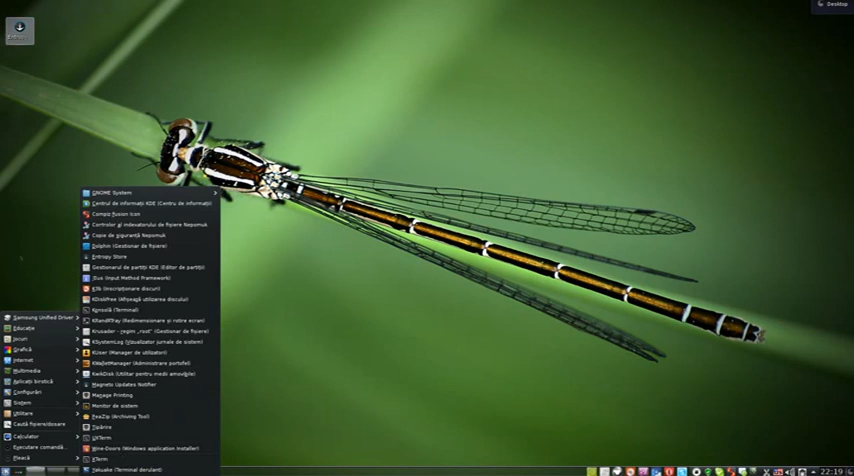 Desktop
GNOME System
Centrul de informații KDE (Centru de informații)
Compiz Fusion Icon
Controlor al indexatorului de fișiere Nepomuk
Copie de siguranță Nepomuk
Dolphin (Gestionar de fișiere)
Entropy Store
Gestionarul de partiții KDE (Editor de partiții)
iBus (Input Method Framework)
K3b (Inscripționare discuri)
KDiskFree (Afișează utilizarea discului)
Konsole (Terminal)
KRandRTray (Redimensionare și rotire ecran)
Krusader - regim „root” (Gestionar de fișiere)
KSystemLog (Vizualizator jurnale de sistem)
KUser (Manager de utilizatori)
KWalletManager (Administrare portofel)
KwikDisk (Utilitar pentru medii amovibile)
Magneto Updates Notifier
Manage Printing
Monitor de sistem
PeaZip (Archiving Tool)
Tipărire
UXTerm
Wine-Doors (Windows application installer)
XTerm
Yakuake (Terminal derulant)
Samsung Unified Driver
Educație
Jocuri
Grafică
Internet
Multimedia
Aplicații birotică
Configurări
Sistem
Utilitare
Caută fișiere/dosare
Calculator
Executare comandă...
Pleacă
22:19